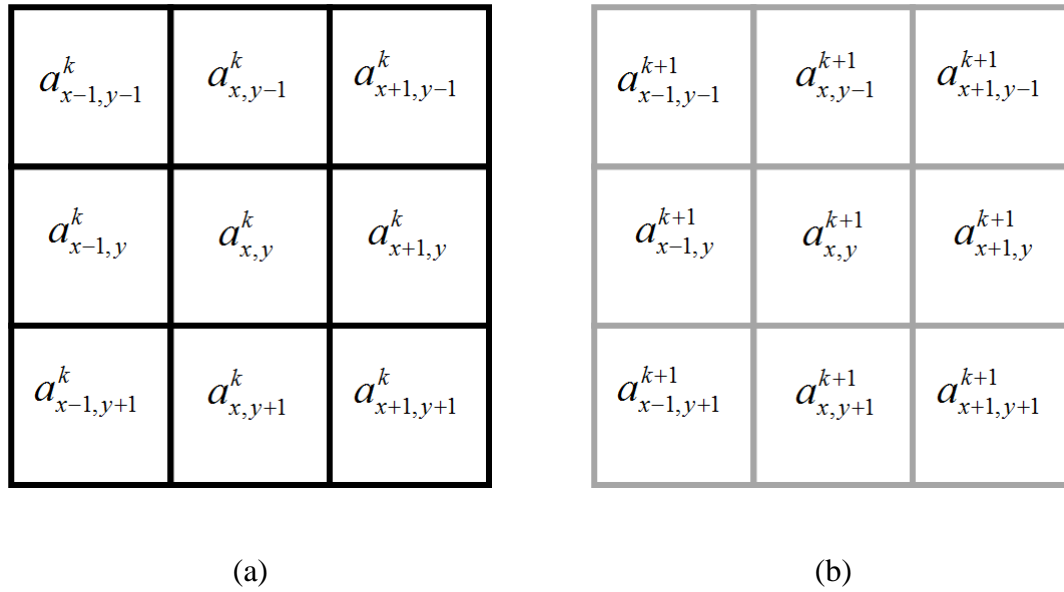 a^k_{x−1,y−1} a^k_{x,y−1} a^k_{x+1,y−1} a^{k+1}_{x−1,y−1} a^{k+1}_{x,y−1} a^{k+1}_{x+1,y−1}
a^k_{x−1,y} a^k_{x,y} a^k_{x+1,y} a^{k+1}_{x−1,y} a^{k+1}_{x,y} a^{k+1}_{x+1,y}
a^k_{x−1,y+1} a^k_{x,y+1} a^k_{x+1,y+1} a^{k+1}_{x−1,y+1} a^{k+1}_{x,y+1} a^{k+1}_{x+1,y+1}
(a) (b)